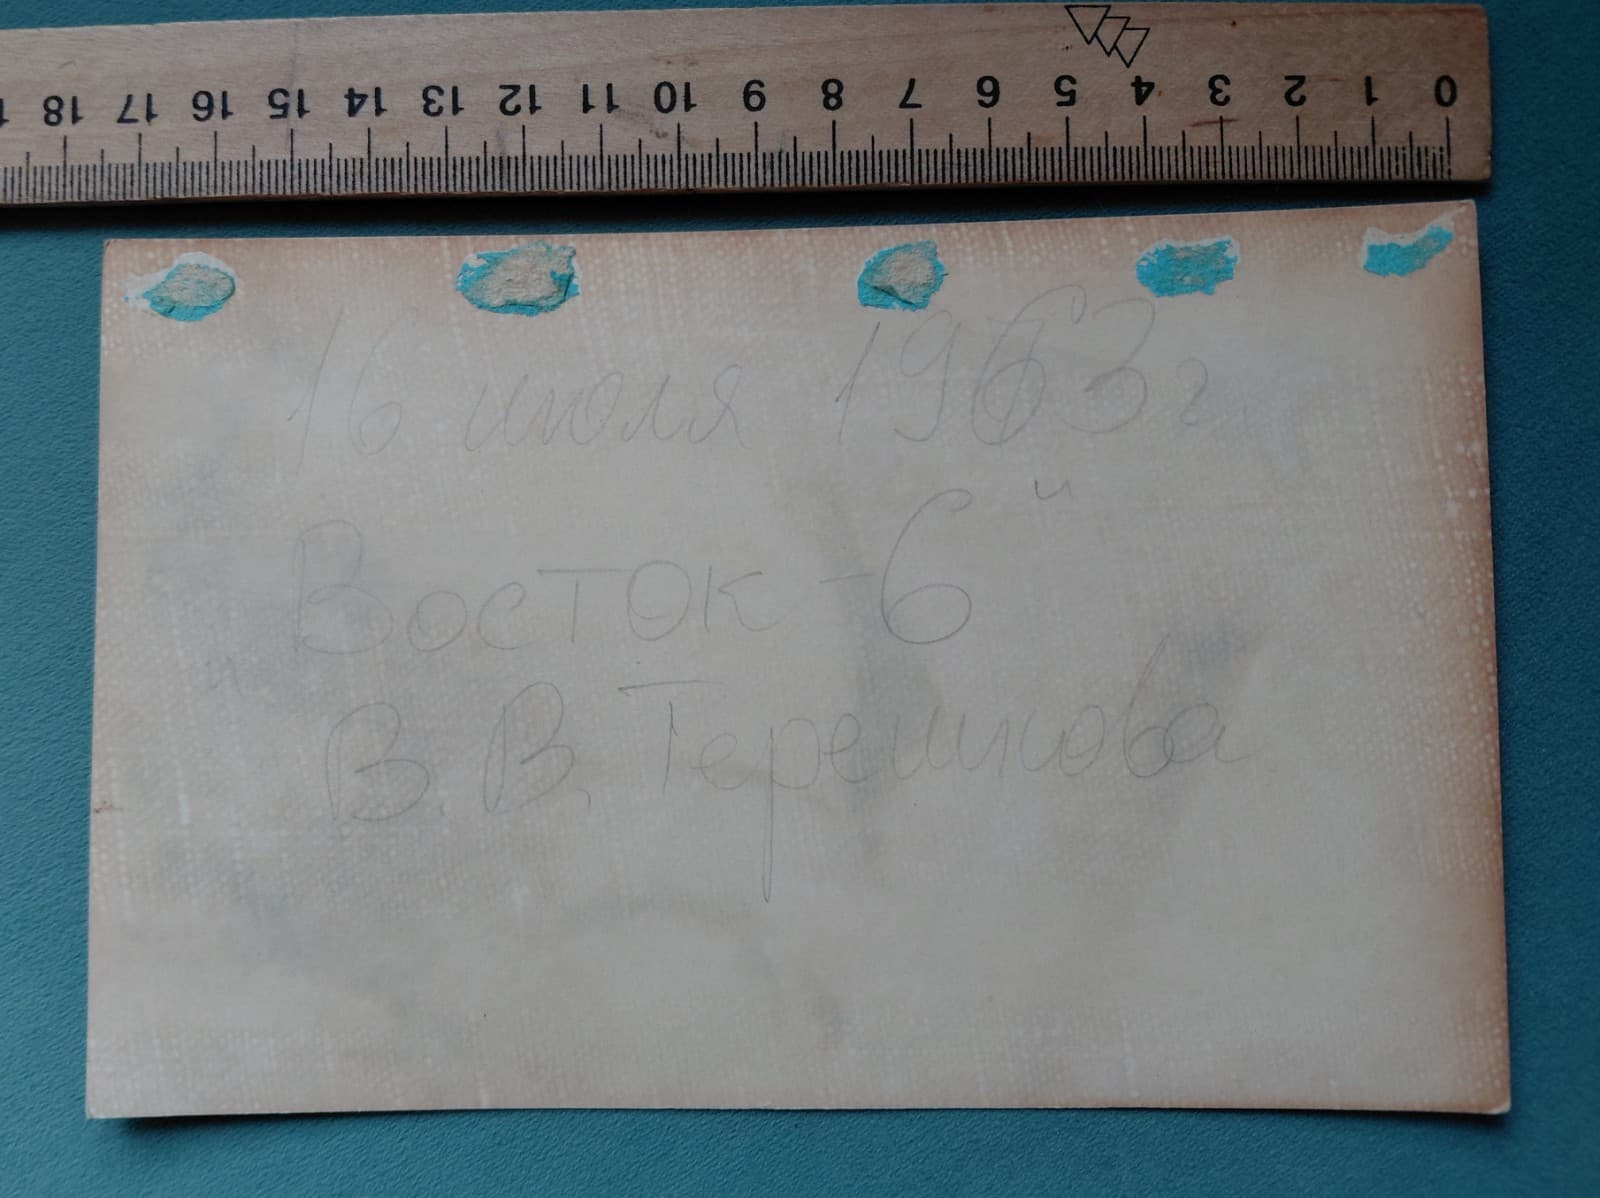 0 1 2 3 4 5 6 7 8 9 10 11 12 13 14 15 16 17 18
16 июля 1963 г.
"Восток-6"
В. В. Терешкова